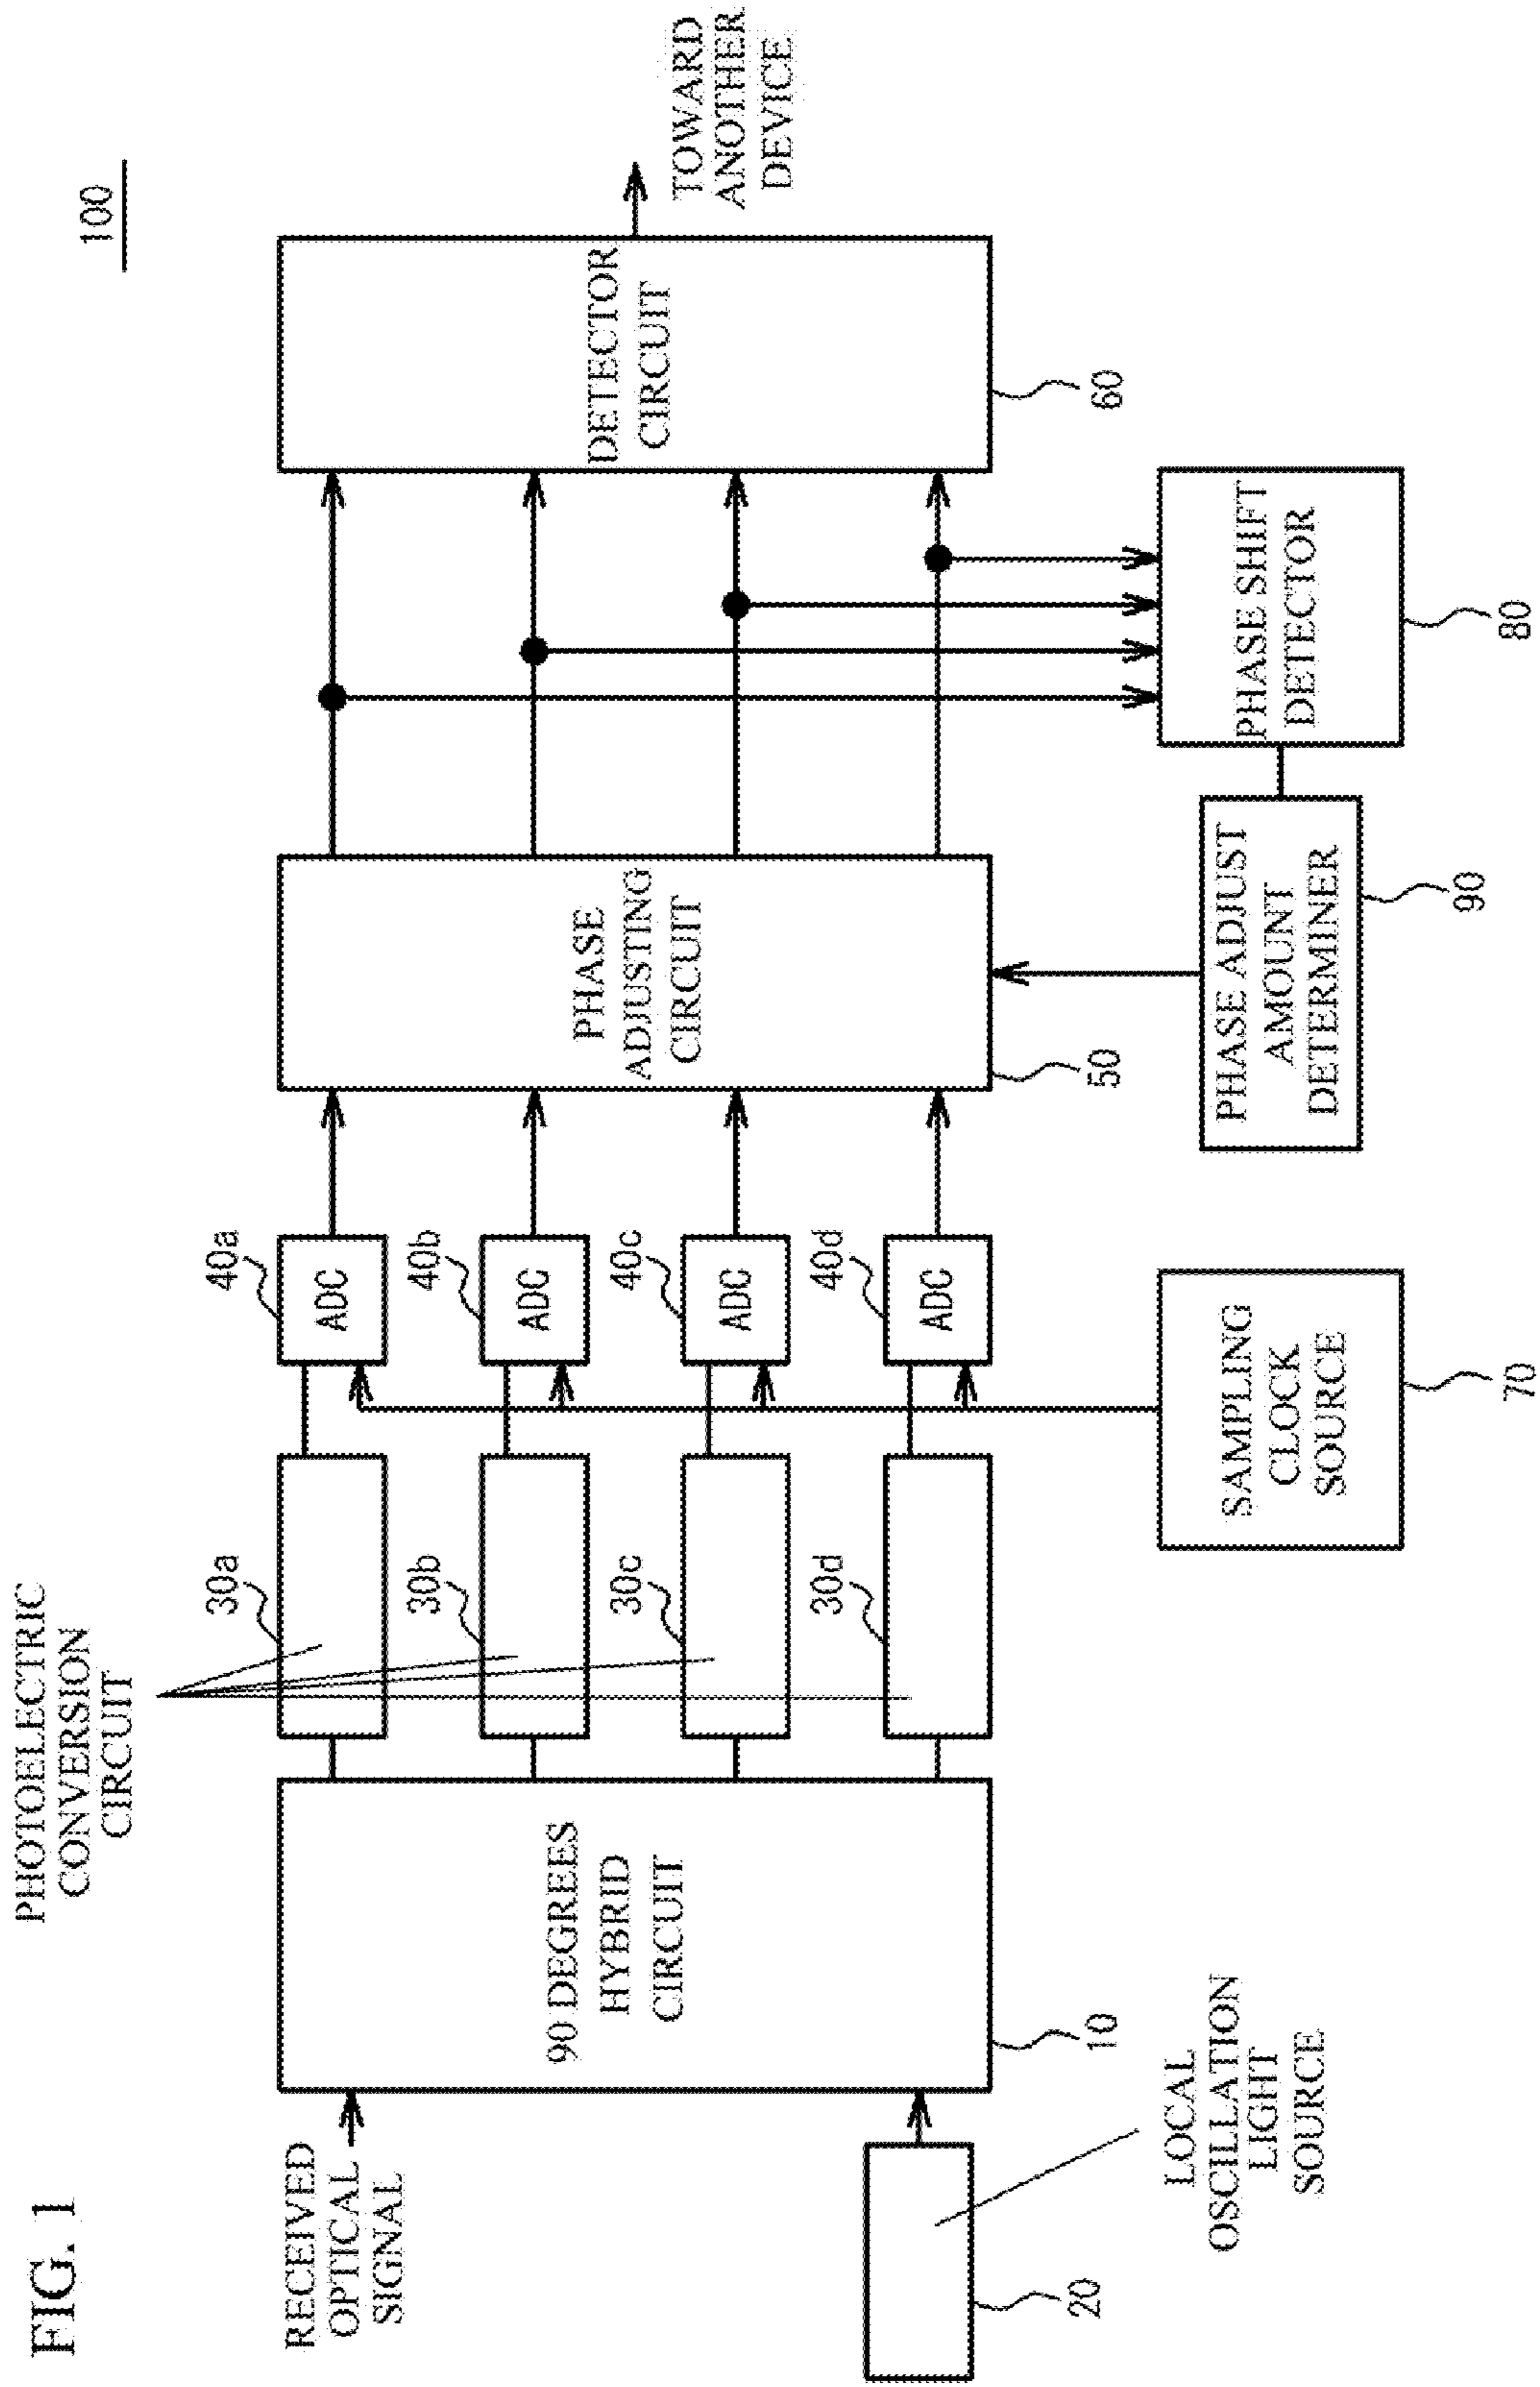 FIG. 1
100
PHOTOELECTRIC
CONVERSION
CIRCUIT
RECEIVED
OPTICAL
SIGNAL
90 DEGREES
HYBRID
CIRCUIT
10
20
LOCAL
OSCILLATION
LIGHT
SOURCE
30a
30b
30c
30d
40a
ADC
40b
ADC
40c
ADC
40d
ADC
SAMPLING
CLOCK
SOURCE
70
PHASE
ADJUSTING
CIRCUIT
50
PHASE ADJUST
AMOUNT
DETERMINER
90
PHASE SHIFT
DETECTOR
80
DETECTOR
CIRCUIT
60
TOWARD
ANOTHER
DEVICE